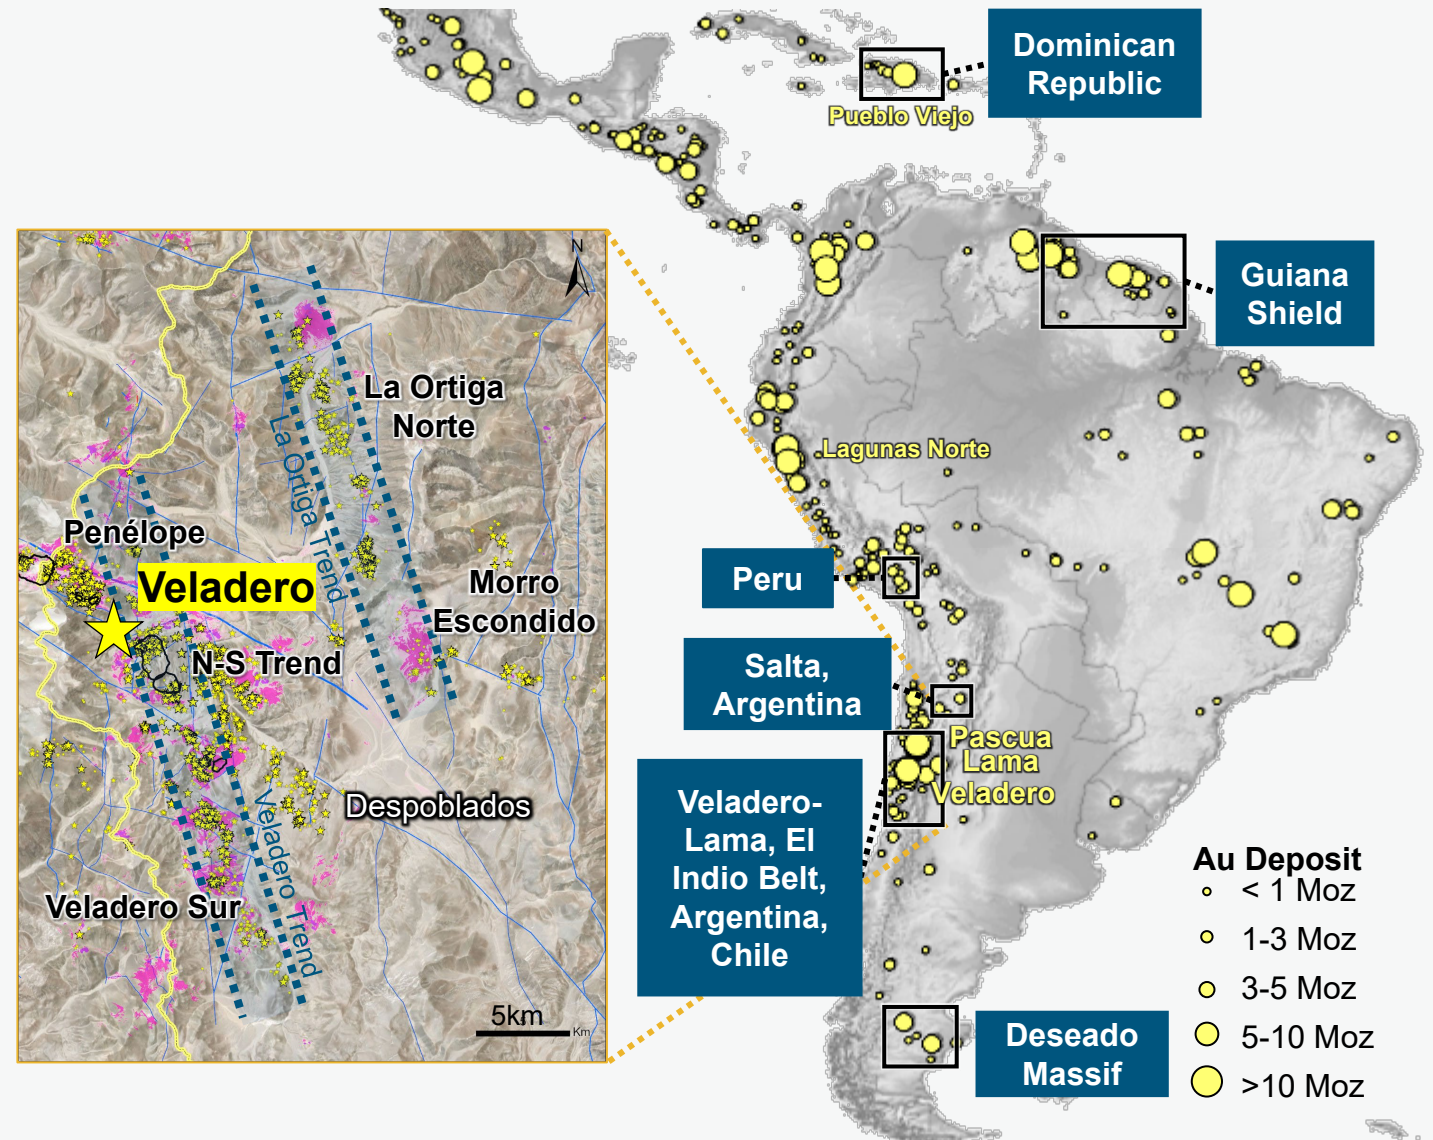 Dominican
Republic
Pueblo Viejo
Guiana
Shield
Lagunas Norte
Peru
Salta,
Argentina
Pascua
Lama
Veladero
Veladero-
Lama, El
Indio Belt,
Argentina,
Chile
Deseado
Massif
Au Deposit
< 1 Moz
1-3 Moz
3-5 Moz
5-10 Moz
>10 Moz
N
La Ortiga
Norte
La Ortiga Trend
Penélope
Veladero
Morro
Escondido
N-S Trend
Despoblados
Veladero Trend
Veladero Sur
5km
Km